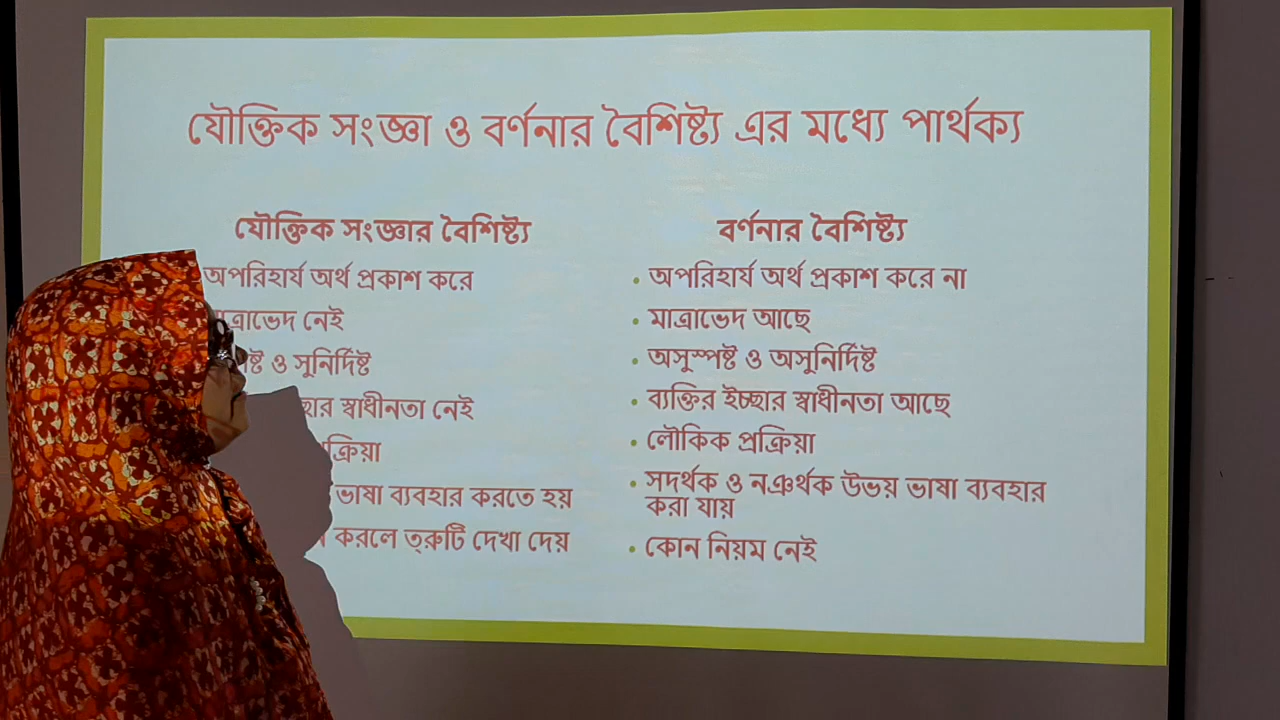 যৌক্তিক সংজ্ঞা ও বর্ণনার বৈশিষ্ট্য এর মধ্যে পার্থক্য
যৌক্তিক সংজ্ঞার বৈশিষ্ট্য
অপরিহার্য অর্থ প্রকাশ করে
নেই
ও সুনির্দিষ্ট
স্বাধীনতা নেই
ভাষা ব্যবহার করতে হয়
করলে ত্রুটি দেখা দেয়
বর্ণনার বৈশিষ্ট্য
• অপরিহার্য অর্থ প্রকাশ করে না
• মাত্রাভেদ আছে
• অসুস্পষ্ট ও অসুনির্দিষ্ট
• ব্যক্তির ইচ্ছার স্বাধীনতা আছে
• লৌকিক প্রক্রিয়া
• সদর্থক ও নঞর্থক উভয় ভাষা ব্যবহার
করা যায়
• কোন নিয়ম নেই